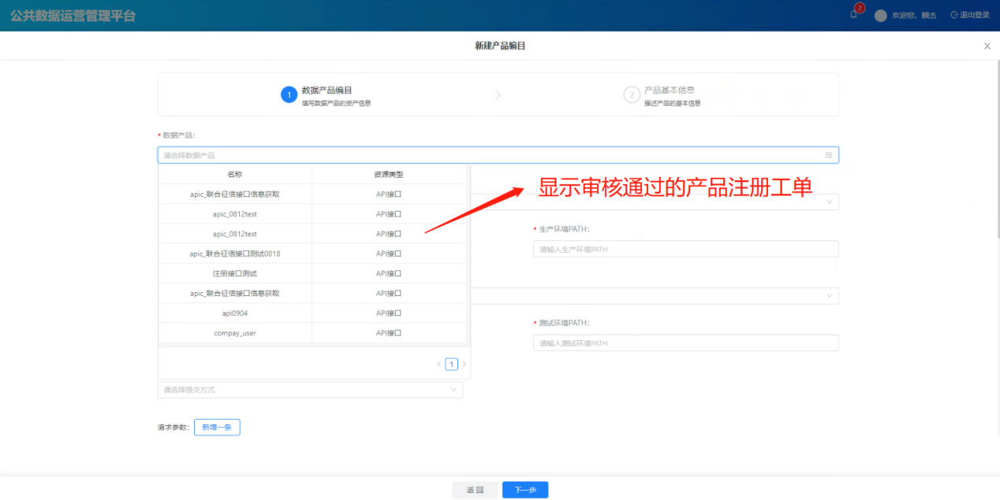 公共数据运营管理平台
2
欢迎您，顾杰
退出登录
新建产品编目
1 数据产品编目
填写数据产品的资产信息
2 产品基本信息
描述产品的基本信息
* 数据产品：
请选择数据产品
名称 资源类型
apic_联合征信接口信息获取 API接口
apic_0812test API接口
apic_0812test API接口
apic_联合征信接口测试0818 API接口
注册接口测试 API接口
apic_联合征信接口信息获取 API接口
api0904 API接口
compay_user API接口
1
显示审核通过的产品注册工单
* 生产环境PATH：
请输入生产环境PATH
* 测试环境PATH：
请输入测试环境PATH
请选择提交方式
请求参数：
新增一条
返回
下一步